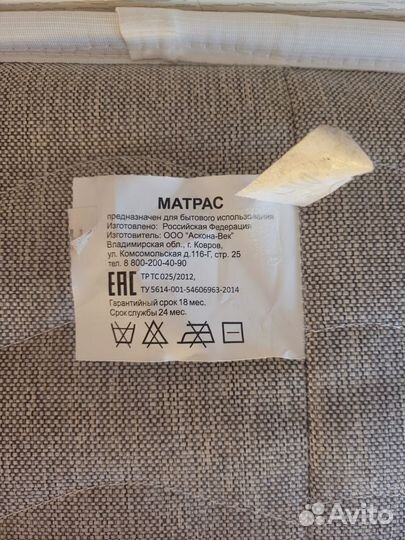 МАТРАС
предназначен для бытового использования
Изготовлено: Российская Федерация
Изготовитель: ООО "Аскона-Век"
Владимирская обл., г. Ковров,
ул. Комсомольская д.116-Г, стр. 25
тел. 8 800-200-40-90
ЕАС ТР ТС 025/2012,
ТУ 5614-001-54606963-2014
Гарантийный срок 18 мес.
Срок службы 24 мес.
Avito